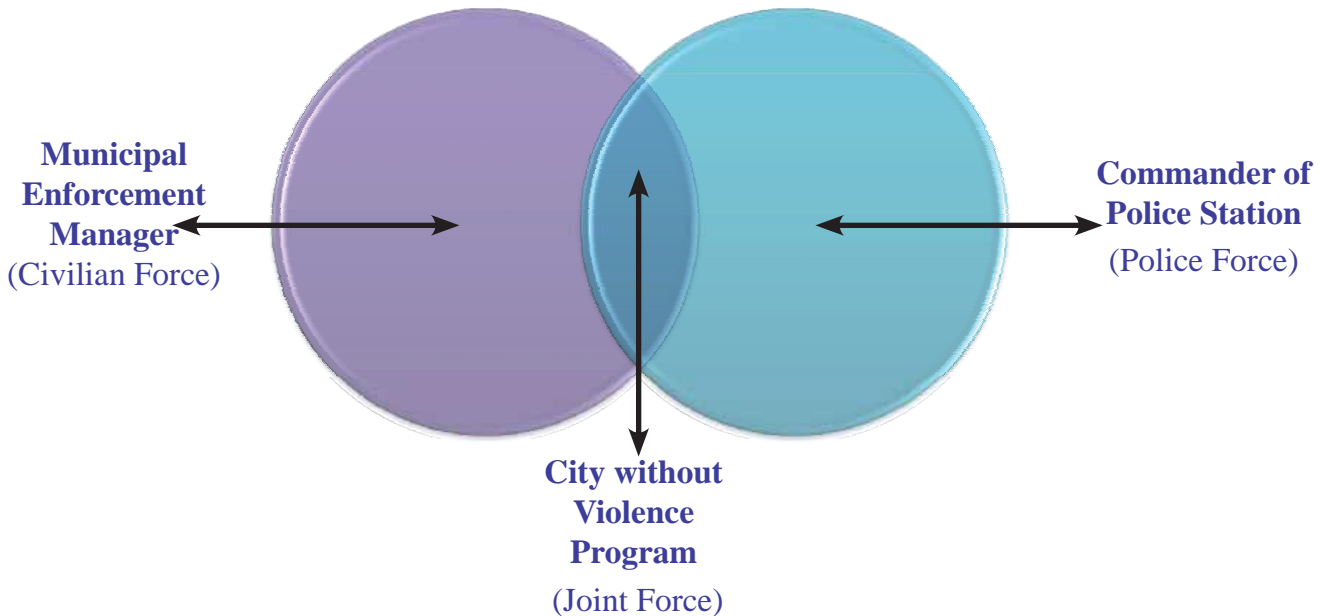 Municipal
Enforcement
Manager
(Civilian Force)
Commander of
Police Station
(Police Force)
City without
Violence
Program
(Joint Force)